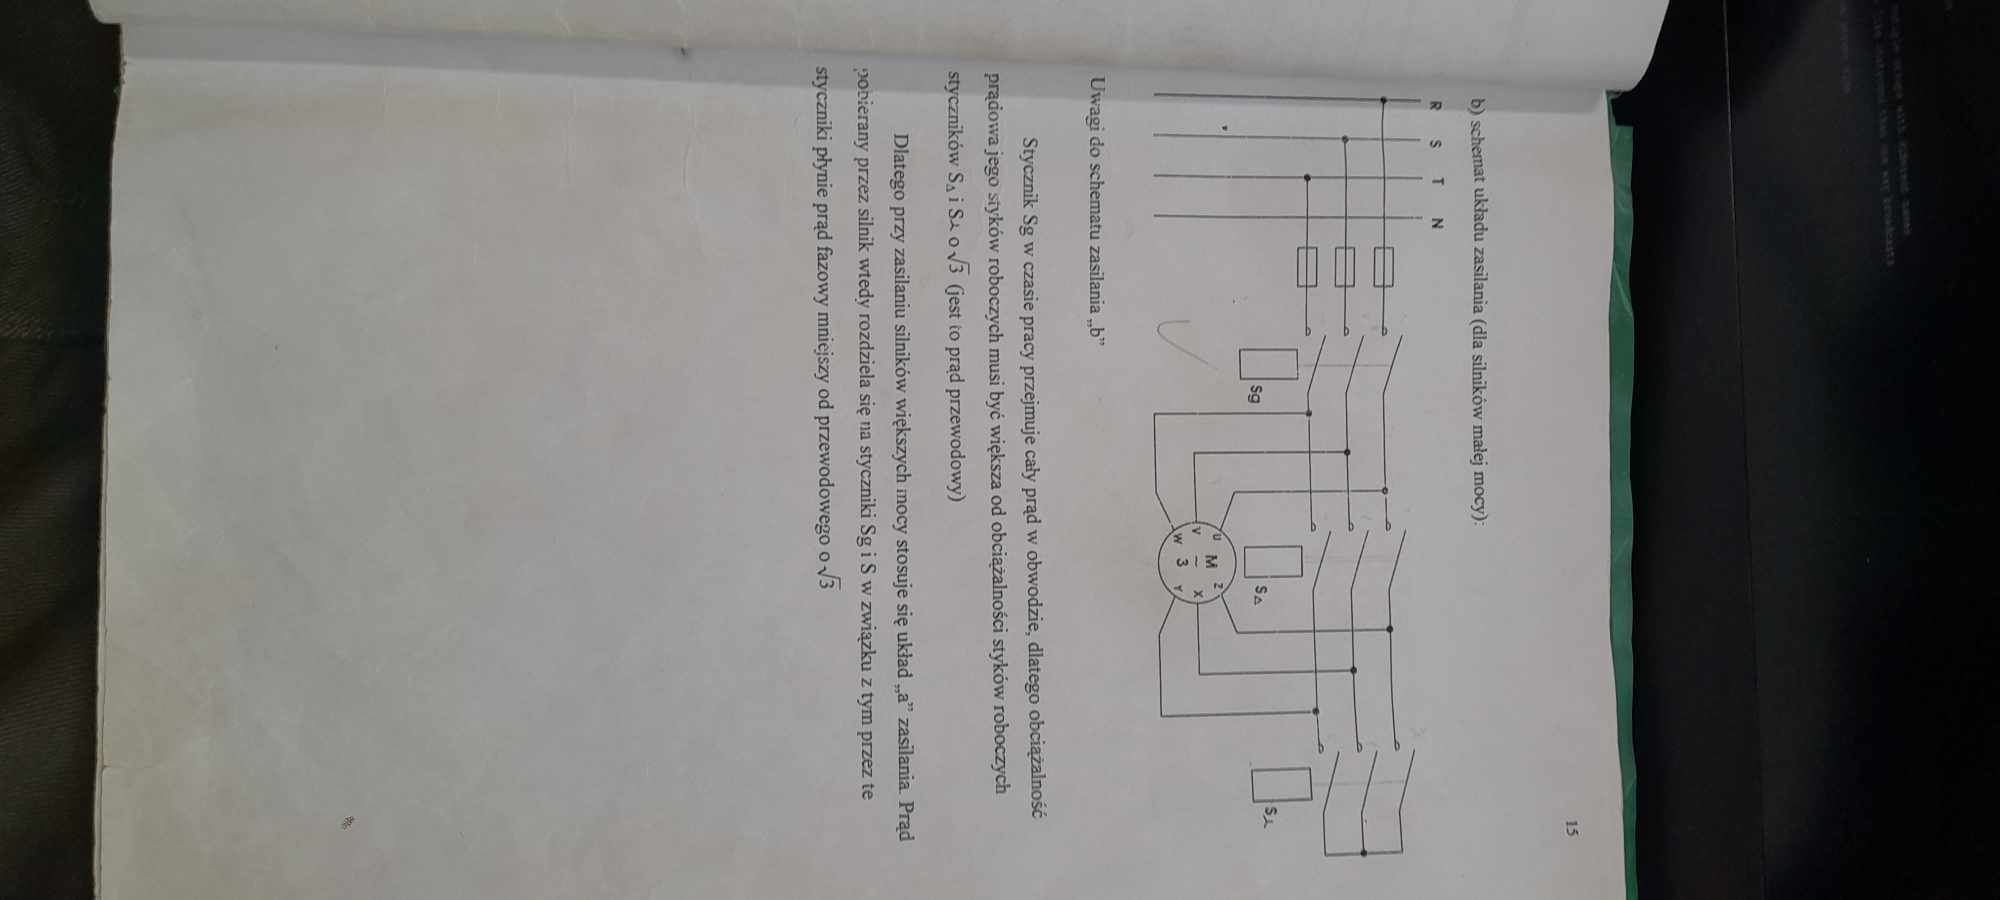 15
b) schemat układu zasilania (dla silników małej mocy):
R S T N
Sg
S△
S⅄
U M Z
V ~ X
W 3 Y
Uwagi do schematu zasilania „b”
Stycznik Sg w czasie pracy przejmuje cały prąd w obwodzie, dlatego obciążalność
prądowa jego styków roboczych musi być większa od obciążalności styków roboczych
styczników S△ i S⅄ o √3 (jest to prąd przewodowy)
Dlatego przy zasilaniu silników większych mocy stosuje się układ „a” zasilania. Prąd
pobierany przez silnik wtedy rozdziela się na styczniki Sg i S w związku z tym przez te
styczniki płynie prąd fazowy mniejszy od przewodowego o √3